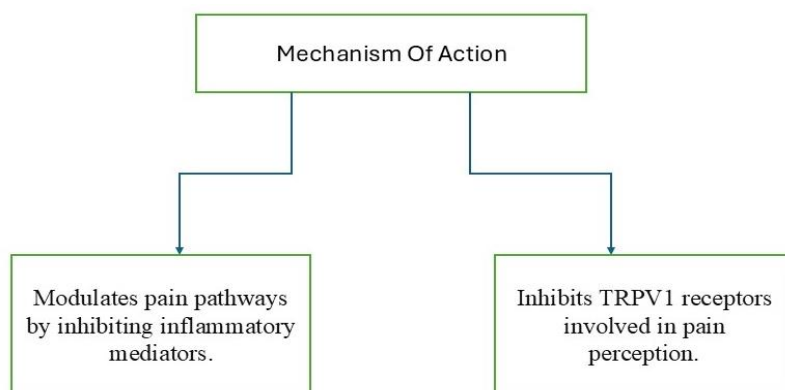 Mechanism Of Action
Modulates pain pathways
by inhibiting inflammatory
mediators.
Inhibits TRPV1 receptors
involved in pain
perception.